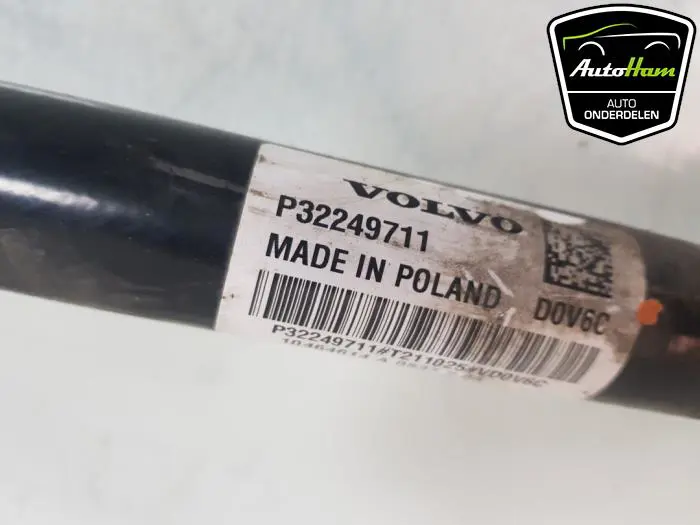 AutoHam
AUTO
ONDERDELEN
VOLVO
P32249711
MADE IN POLAND
D0V6C
P32249711#T211025#VD0V6C